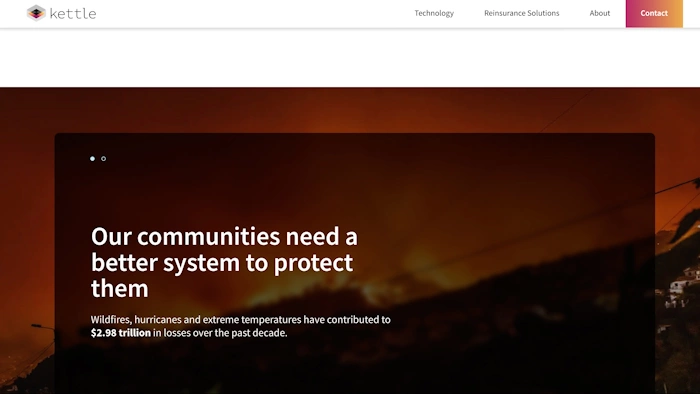 kettle
Technology
Reinsurance Solutions
About
Contact
Our communities need a
better system to protect
them
Wildfires, hurricanes and extreme temperatures have contributed to
$2.98 trillion in losses over the past decade.